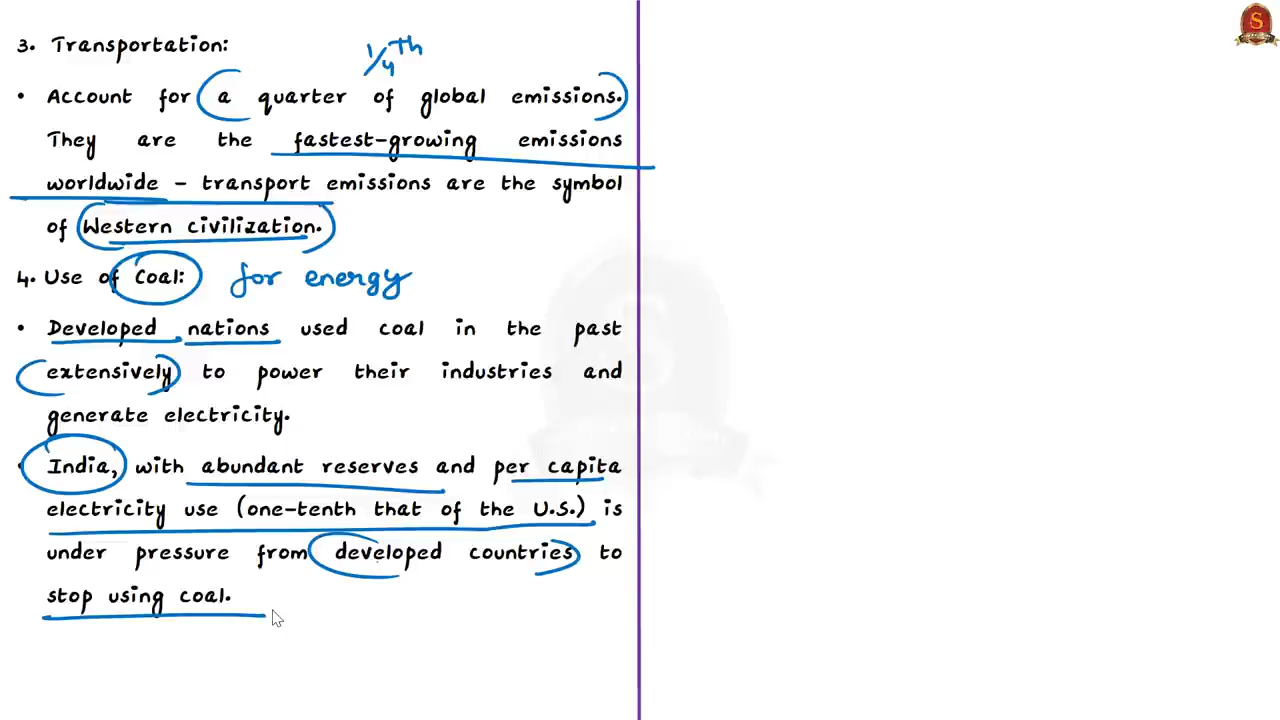 3. Transportation:
1/4th
• Account for a quarter of global emissions.
They are the fastest-growing emissions
worldwide - transport emissions are the symbol
of Western civilization.
4. Use of Coal: for energy
• Developed nations used coal in the past
extensively to power their industries and
generate electricity.
• India, with abundant reserves and per capita
electricity use (one-tenth that of the U.S.) is
under pressure from developed countries to
stop using coal.
S